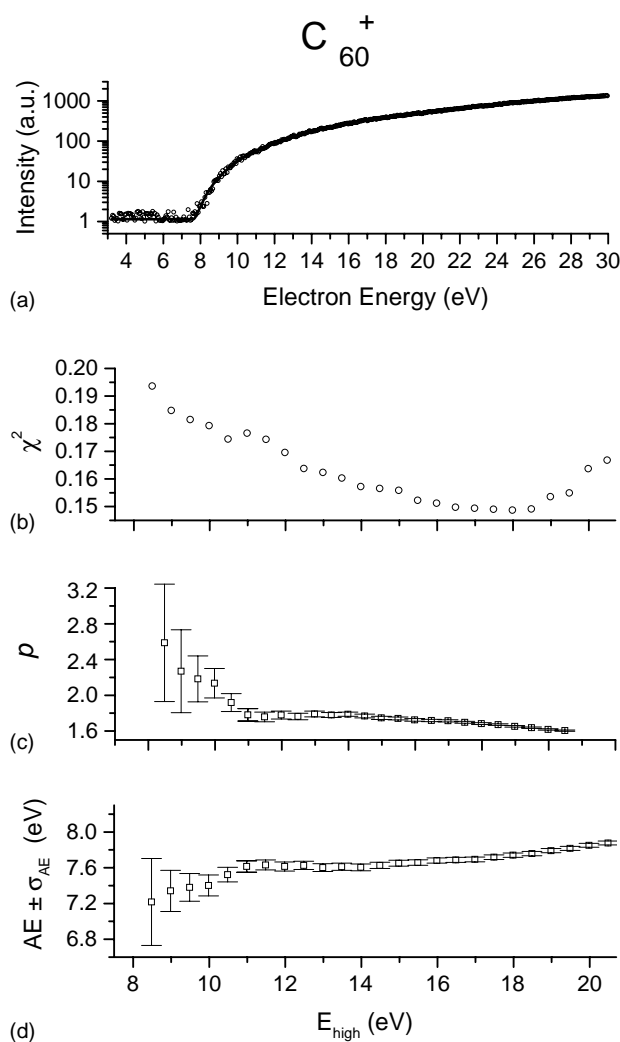 C₆₀⁺
Intensity (a.u.)
1000
100
10
1
4 6 8 10 12 14 16 18 20 22 24 26 28 30
Electron Energy (eV)
(a)
χ²
0.20
0.19
0.18
0.17
0.16
0.15
(b)
p
3.2
2.8
2.4
2.0
1.6
(c)
AE ± σ_AE (eV)
8.0
7.6
7.2
6.8
8 10 12 14 16 18 20
E_high (eV)
(d)